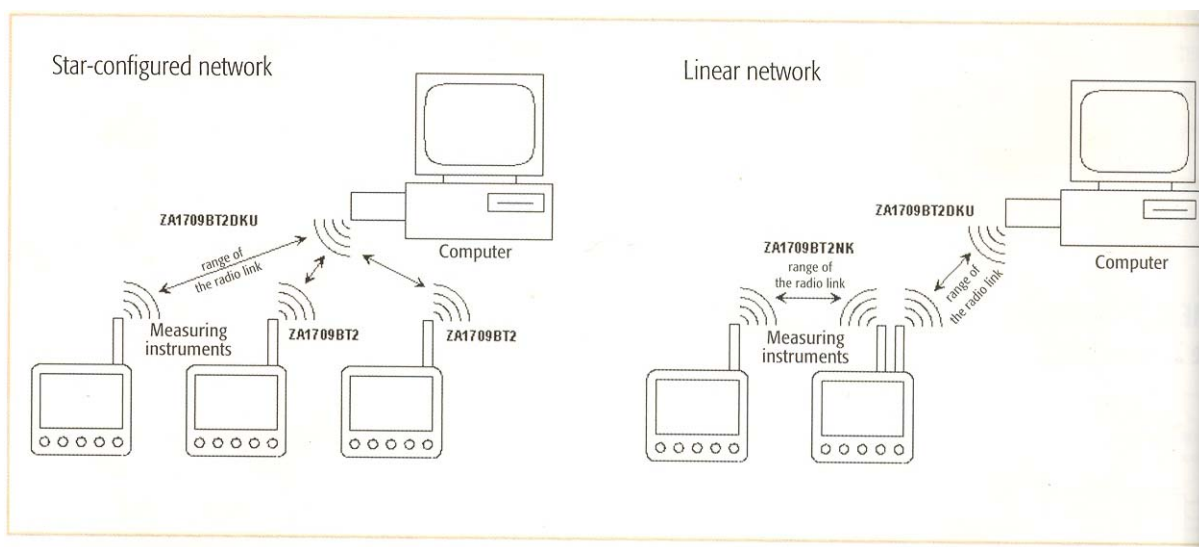 Star-configured network
ZA1709BT2DKU
Computer
range of
the radio link
Measuring
instruments
ZA1709BT2
ZA1709BT2
Linear network
ZA1709BT2DKU
Computer
ZA1709BT2NK
range of
the radio link
range of
the radio link
Measuring
instruments